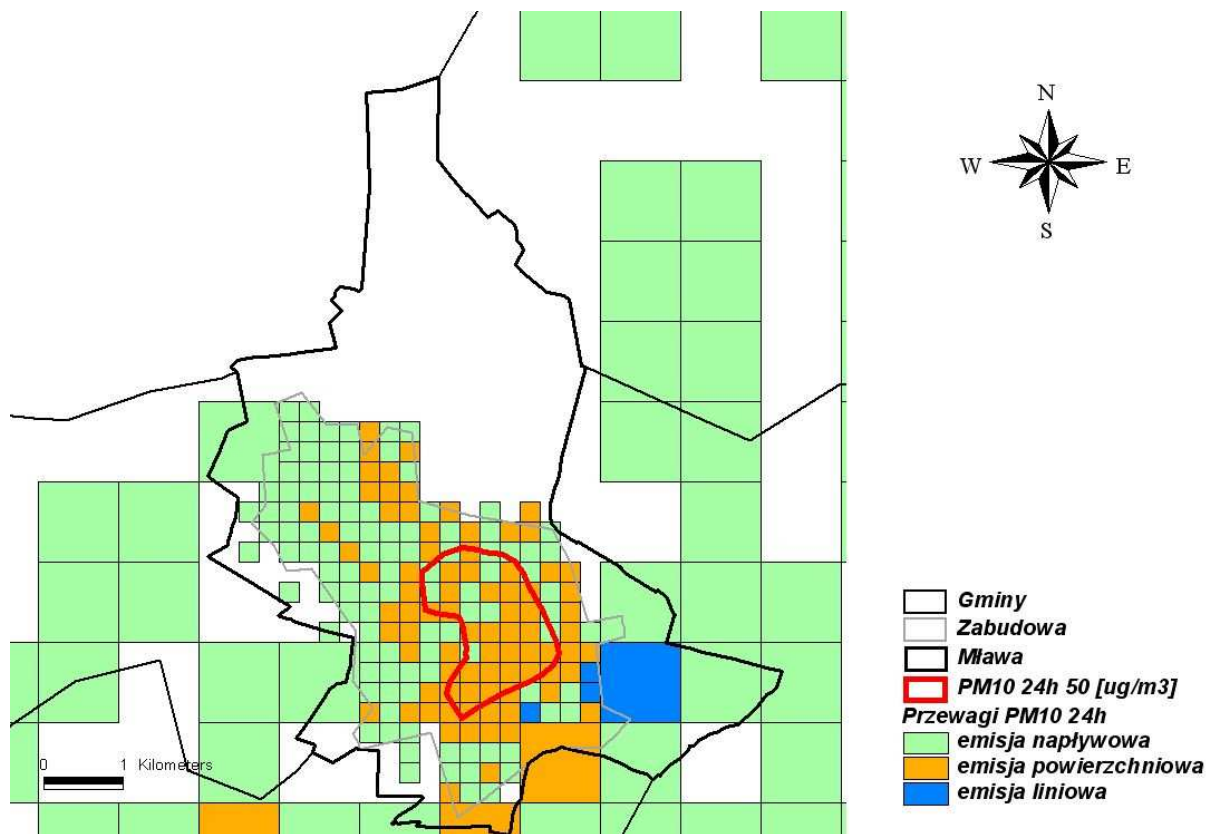 N
W E
S
Gminy
Zabudowa
Mława
PM10 24h 50 [ug/m3]
Przewagi PM10 24h
emisja napływowa
emisja powierzchniowa
emisja liniowa
0 1 Kilometers